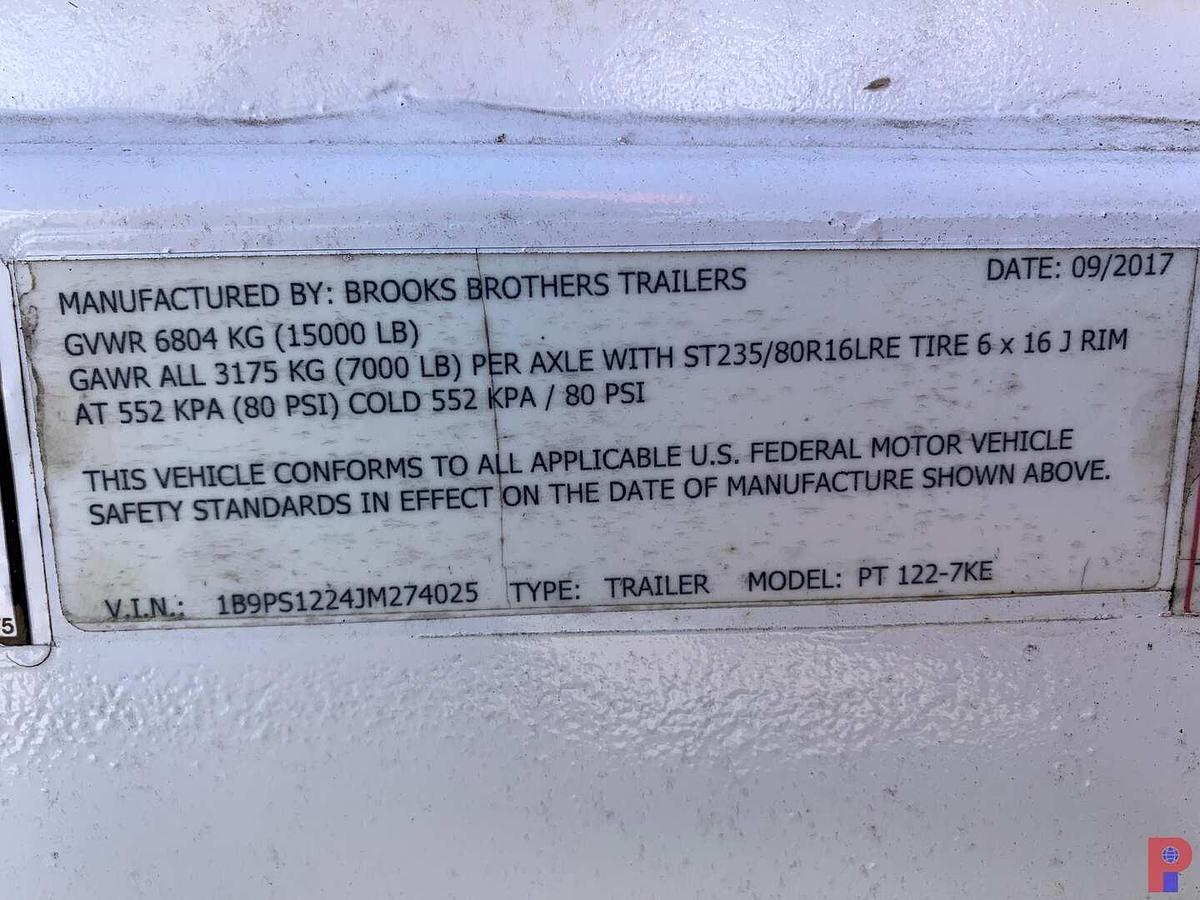 MANUFACTURED BY: BROOKS BROTHERS TRAILERS DATE: 09/2017
GVWR 6804 KG (15000 LB)
GAWR ALL 3175 KG (7000 LB) PER AXLE WITH ST235/80R16LRE TIRE 6 x 16 J RIM
AT 552 KPA (80 PSI) COLD 552 KPA / 80 PSI
THIS VEHICLE CONFORMS TO ALL APPLICABLE U.S. FEDERAL MOTOR VEHICLE
SAFETY STANDARDS IN EFFECT ON THE DATE OF MANUFACTURE SHOWN ABOVE.
V.I.N.: 1B9PS1224JM274025 TYPE: TRAILER MODEL: PT 122-7KE